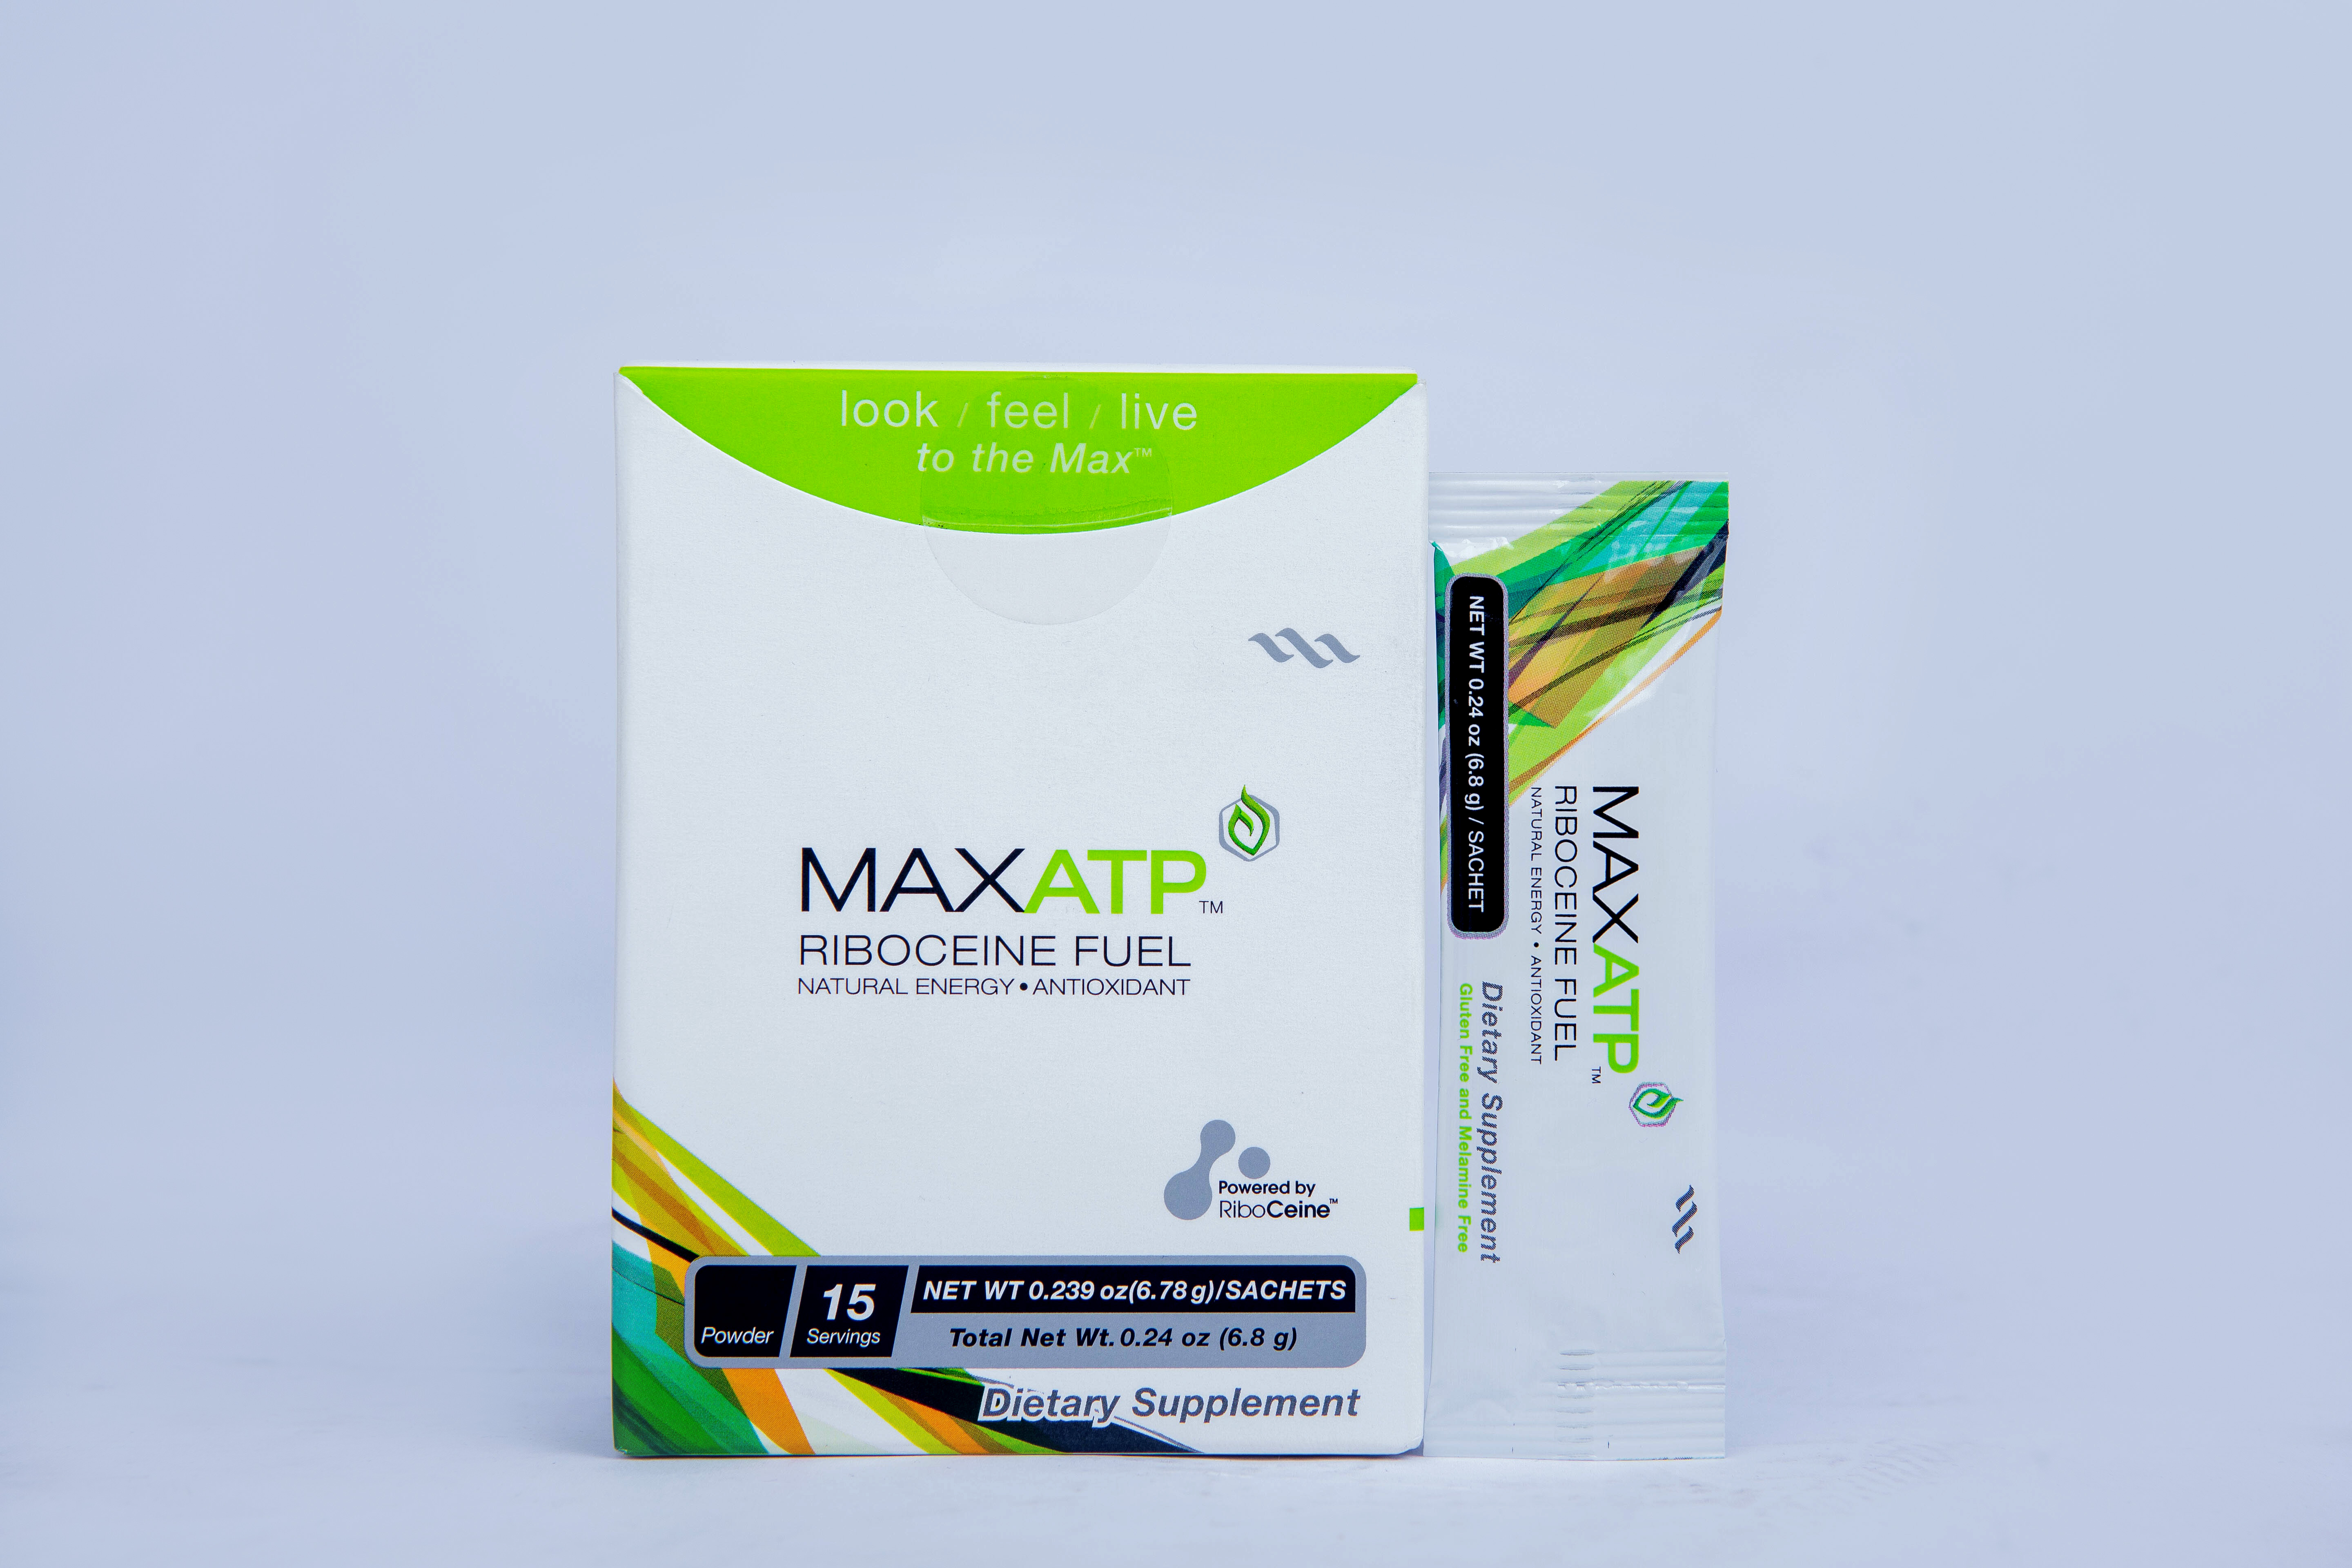 look / feel / live
to the Max™
MAXATP™
RIBOCEINE FUEL
NATURAL ENERGY • ANTIOXIDANT
Powered by
RiboCeine™
Powder
15
Servings
NET WT 0.239 oz(6.78 g)/SACHETS
Total Net Wt. 0.24 oz (6.8 g)
Dietary Supplement
MAXATP™
RIBOCEINE FUEL
NATURAL ENERGY • ANTIOXIDANT
NET WT 0.24 oz (6.8 g) / SACHET
Dietary Supplement
Gluten Free and Melamine Free